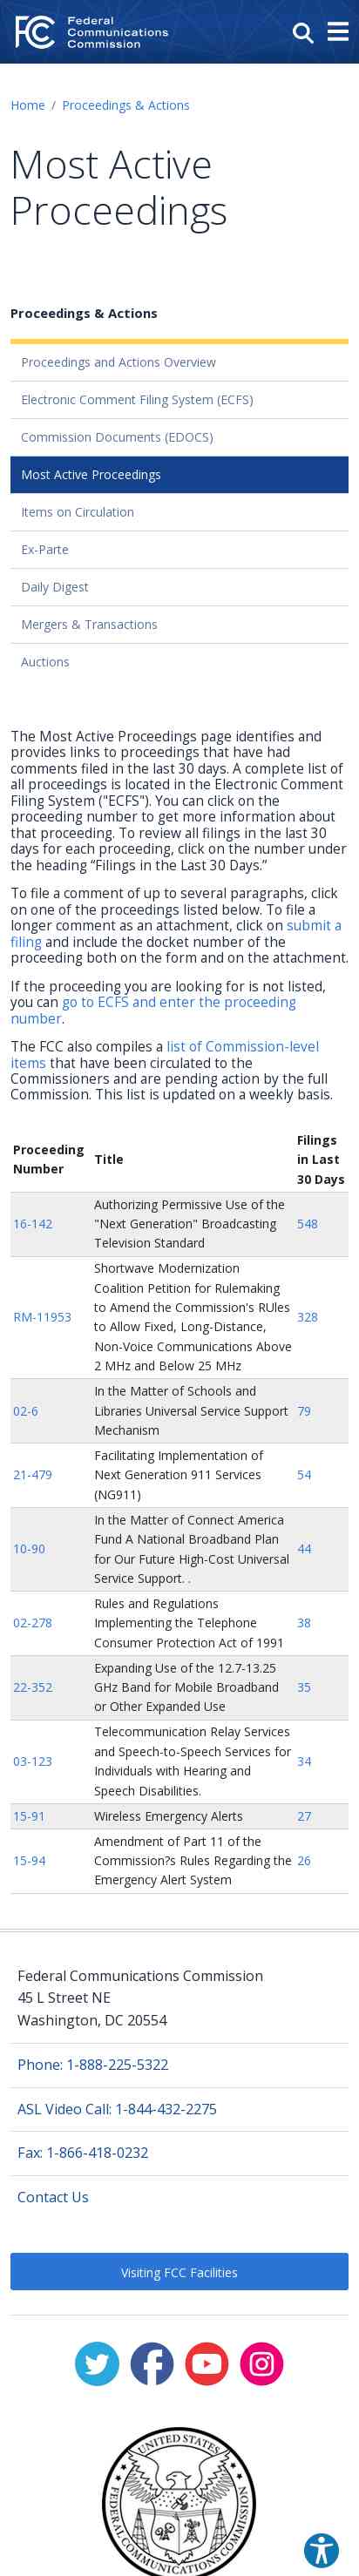 FC
Federal
Communications
Commission
Home / Proceedings & Actions
Most Active
Proceedings
Proceedings & Actions
Proceedings and Actions Overview
Electronic Comment Filing System (ECFS)
Commission Documents (EDOCS)
Most Active Proceedings
Items on Circulation
Ex-Parte
Daily Digest
Mergers & Transactions
Auctions
The Most Active Proceedings page identifies and
provides links to proceedings that have had
comments filed in the last 30 days. A complete list of
all proceedings is located in the Electronic Comment
Filing System ("ECFS"). You can click on the
proceeding number to get more information about
that proceeding. To review all filings in the last 30
days for each proceeding, click on the number under
the heading “Filings in the Last 30 Days.”
To file a comment of up to several paragraphs, click
on one of the proceedings listed below. To file a
longer comment as an attachment, click on submit a
filing and include the docket number of the
proceeding both on the form and on the attachment.
If the proceeding you are looking for is not listed,
you can go to ECFS and enter the proceeding
number.
The FCC also compiles a list of Commission-level
items that have been circulated to the
Commissioners and are pending action by the full
Commission. This list is updated on a weekly basis.
Proceeding
Number
Title
Filings
in Last
30 Days
16-142
Authorizing Permissive Use of the
"Next Generation" Broadcasting
Television Standard
548
RM-11953
Shortwave Modernization
Coalition Petition for Rulemaking
to Amend the Commission's RUles
to Allow Fixed, Long-Distance,
Non-Voice Communications Above
2 MHz and Below 25 MHz
328
02-6
In the Matter of Schools and
Libraries Universal Service Support
Mechanism
79
21-479
Facilitating Implementation of
Next Generation 911 Services
(NG911)
54
10-90
In the Matter of Connect America
Fund A National Broadband Plan
for Our Future High-Cost Universal
Service Support. .
44
02-278
Rules and Regulations
Implementing the Telephone
Consumer Protection Act of 1991
38
22-352
Expanding Use of the 12.7-13.25
GHz Band for Mobile Broadband
or Other Expanded Use
35
03-123
Telecommunication Relay Services
and Speech-to-Speech Services for
Individuals with Hearing and
Speech Disabilities.
34
15-91
Wireless Emergency Alerts
27
15-94
Amendment of Part 11 of the
Commission?s Rules Regarding the
Emergency Alert System
26
Federal Communications Commission
45 L Street NE
Washington, DC 20554
Phone: 1-888-225-5322
ASL Video Call: 1-844-432-2275
Fax: 1-866-418-0232
Contact Us
Visiting FCC Facilities
UNITED STATES
FEDERAL COMMUNICATIONS COMMISSION